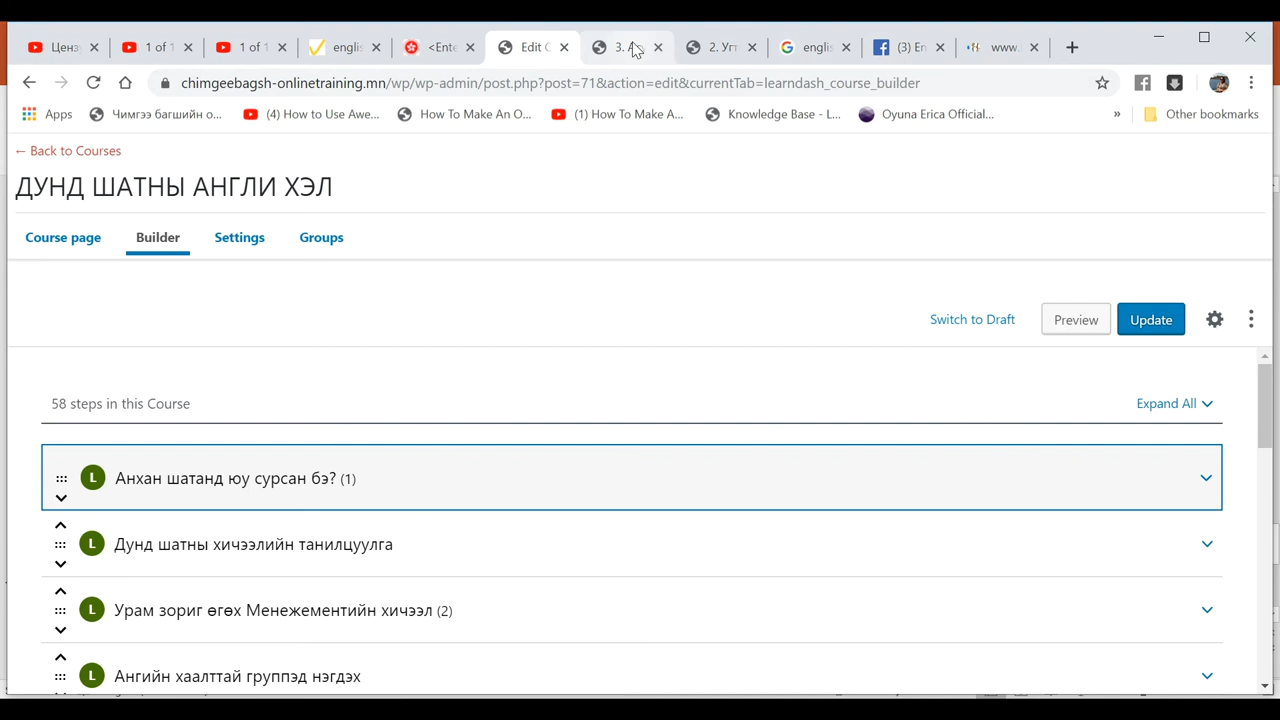 Ценз
1 of 1
1 of 1
englis
<Ente
Edit C
3. A
2. Уг
englis
(3) En
www.
chimgeebagsh-onlinetraining.mn/wp/wp-admin/post.php?post=71&action=edit&currentTab=learndash_course_builder
Apps
Чимгээ багшийн о...
(4) How to Use Awe...
How To Make An O...
(1) How To Make A...
Knowledge Base - L...
Oyuna Erica Official...
»
Other bookmarks
← Back to Courses
ДУНД ШАТНЫ АНГЛИ ХЭЛ
Course page Builder Settings Groups
Switch to Draft Preview Update
58 steps in this Course Expand All
L Анхан шатанд юу сурсан бэ? (1)
L Дунд шатны хичээлийн танилцуулга
L Урам зориг өгөх Менежементийн хичээл (2)
L Ангийн хаалттай группэд нэгдэх